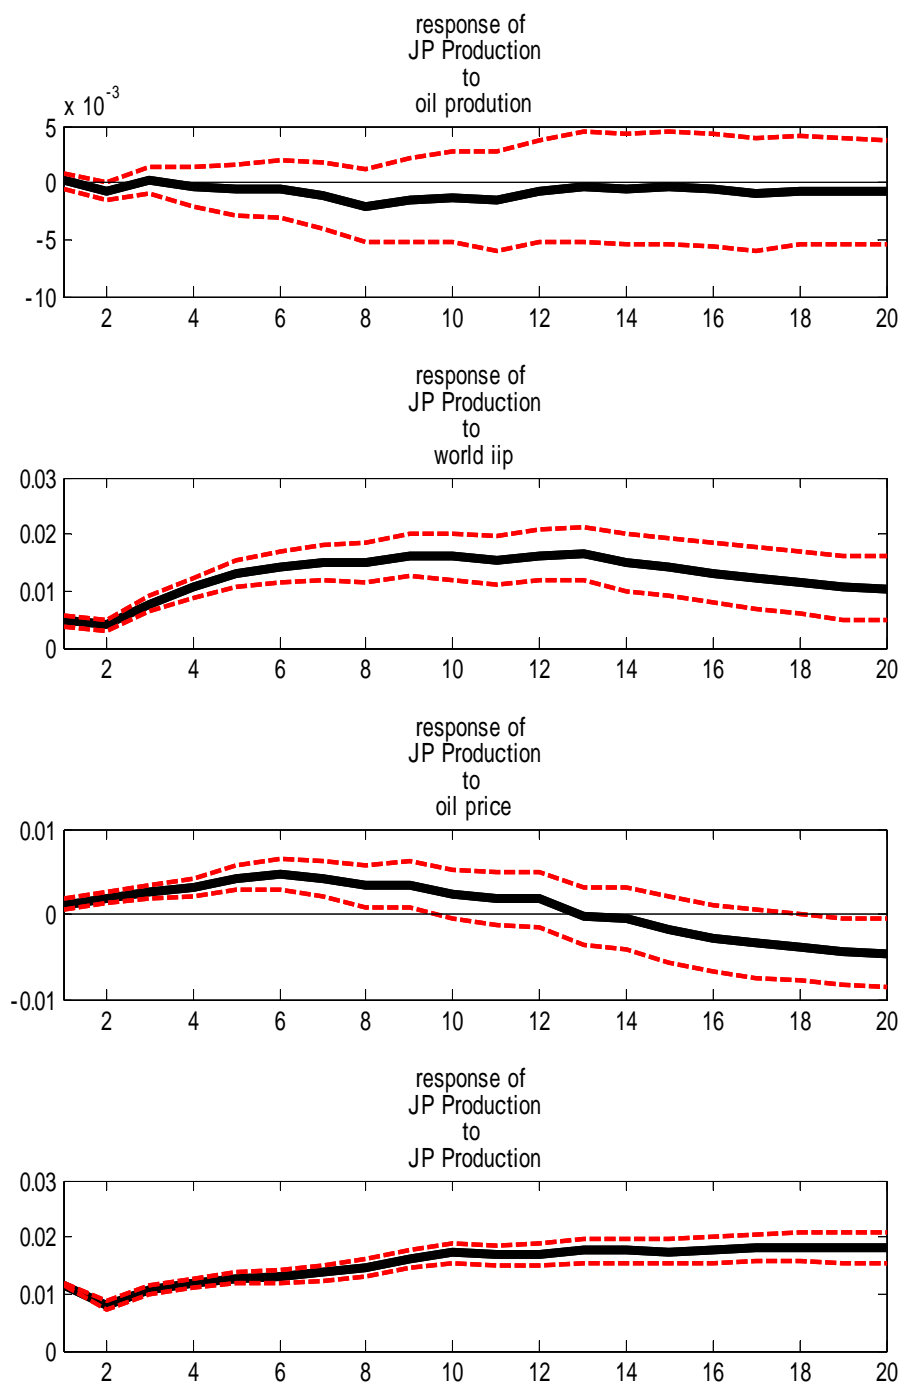 response of
JP Production
to
oil prodution
x 10^-3
5
0
-5
-10
2 4 6 8 10 12 14 16 18 20
response of
JP Production
to
world iip
0.03
0.02
0.01
0
2 4 6 8 10 12 14 16 18 20
response of
JP Production
to
oil price
0.01
0
-0.01
2 4 6 8 10 12 14 16 18 20
response of
JP Production
to
JP Production
0.03
0.02
0.01
0
2 4 6 8 10 12 14 16 18 20